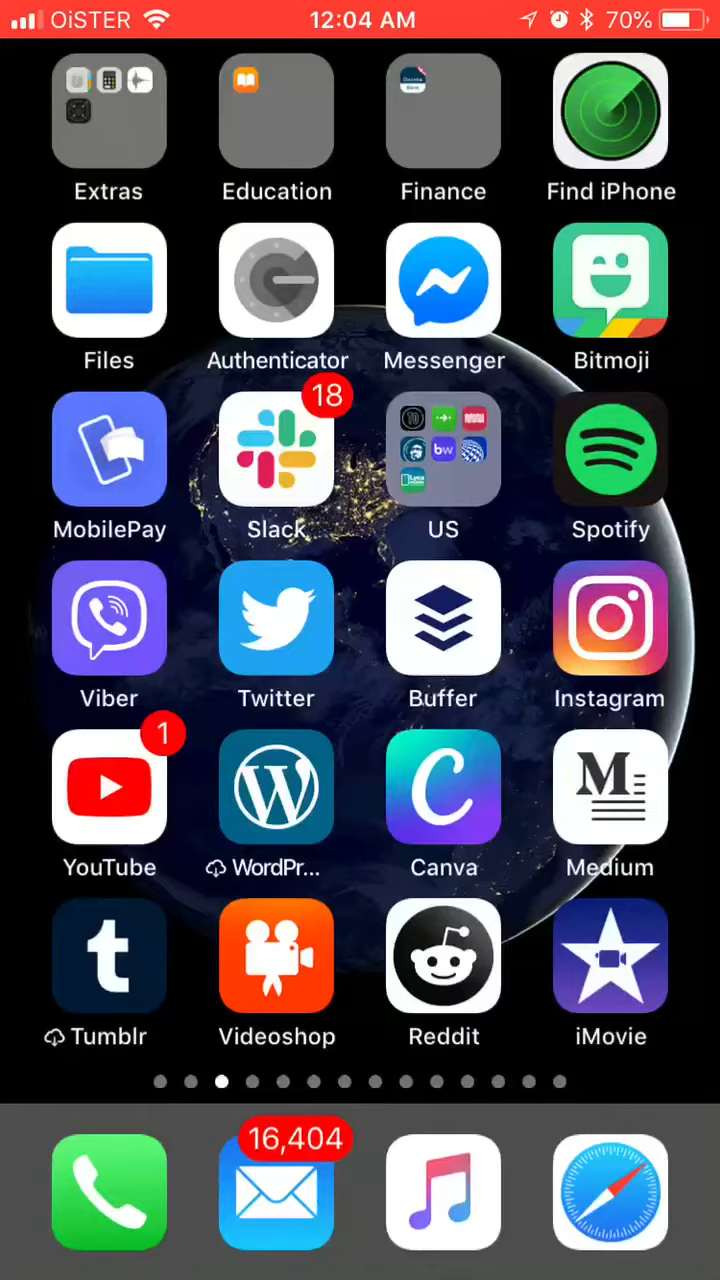 OiSTER 12:04 AM 70%
Extras Education Finance Find iPhone
Files Authenticator Messenger Bitmoji
18
MobilePay Slack US Spotify
bw
Viber Twitter Buffer Instagram
1
YouTube WordPr... Canva Medium
Tumblr Videoshop Reddit iMovie
16,404